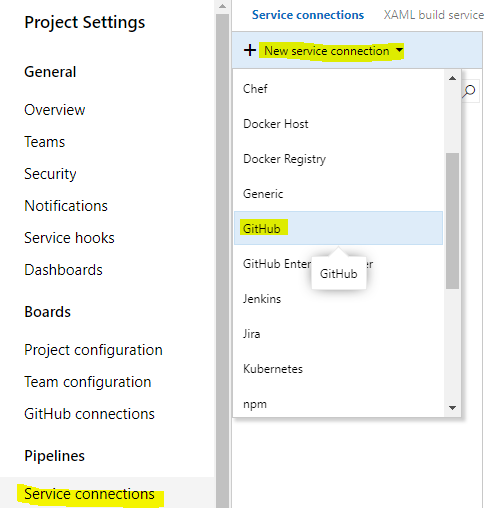 Project Settings
General
Overview
Teams
Security
Notifications
Service hooks
Dashboards
Boards
Project configuration
Team configuration
GitHub connections
Pipelines
Service connections
Service connections XAML build service
New service connection
Chef
Docker Host
Docker Registry
Generic
GitHub
GitHub Enter er
GitHub
Jenkins
Jira
Kubernetes
npm